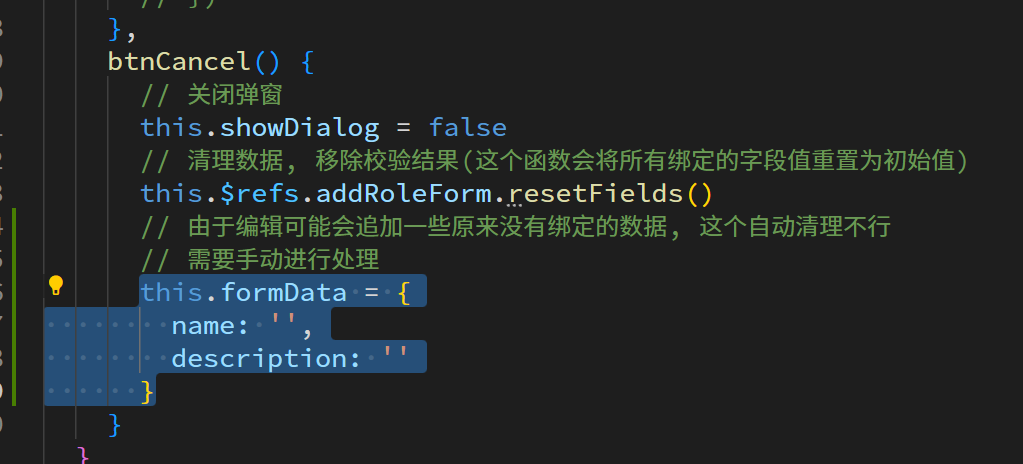 // })
},
btnCancel() {
// 关闭弹窗
this.showDialog = false
// 清理数据, 移除校验结果(这个函数会将所有绑定的字段值重置为初始值)
this.$refs.addRoleForm.resetFields()
// 由于编辑可能会追加一些原来没有绑定的数据, 这个自动清理不行
// 需要手动进行处理
this.formData = {
name: '',
description: ''
}
}
}